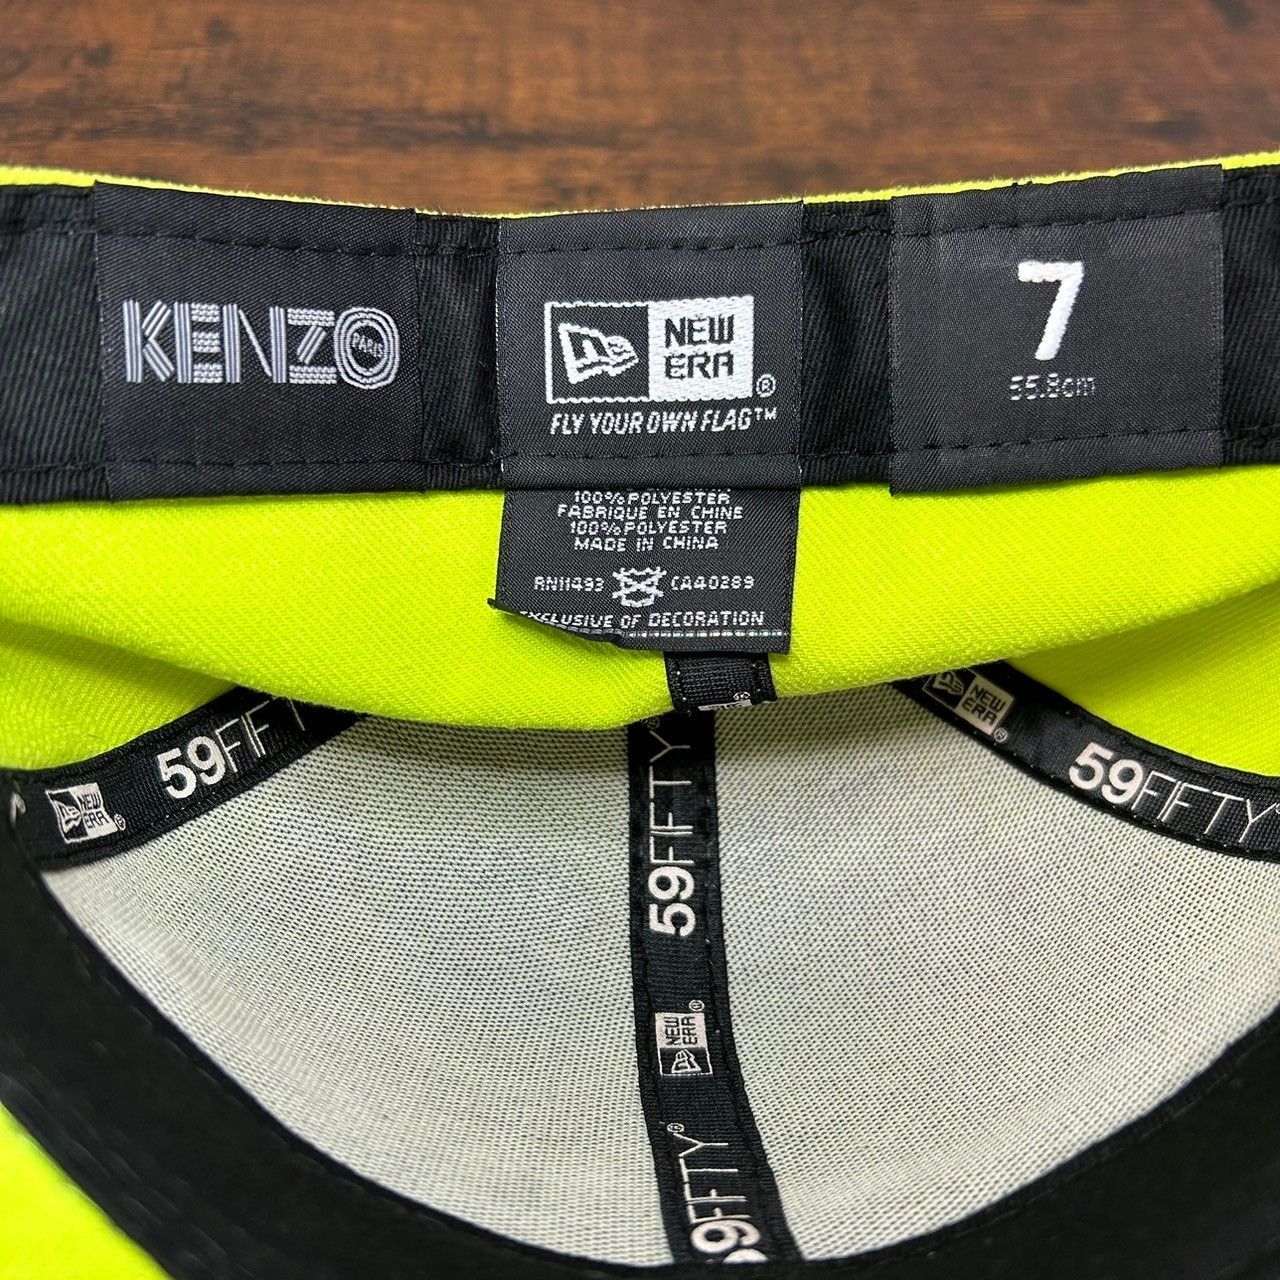 KENZO
PARIS
NEW
ERA®
FLY YOUR OWN FLAG™
7
55.8cm
100% POLYESTER
FABRIQUE EN CHINE
100% POLYESTER
MADE IN CHINA
RN11493 CA40289
EXCLUSIVE OF DECORATION
NEW
ERA®
59FIFTY
59FIFTY
NEW
ERA®
59FIFTY®
NEW
ERA®
59FIFTY®